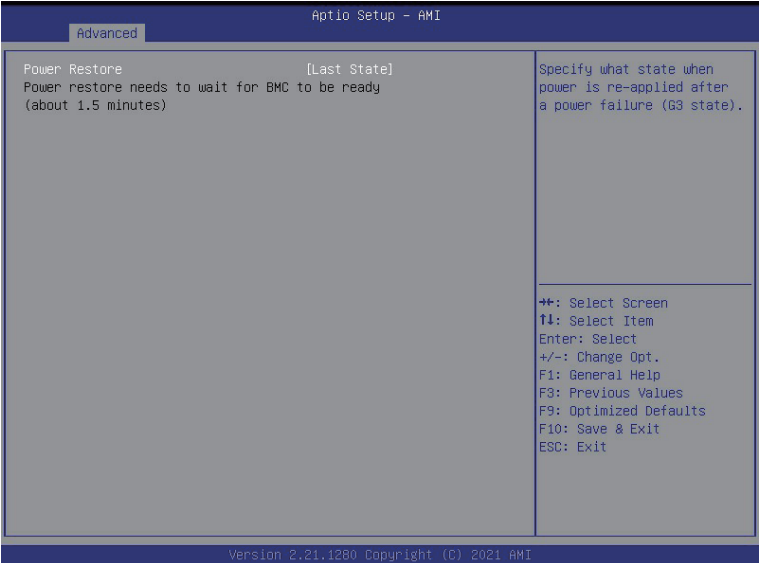 Aptio Setup – AMI
Advanced
Power Restore [Last State]
Power restore needs to wait for BMC to be ready
(about 1.5 minutes)
Specify what state when
power is re-applied after
a power failure (G3 state).
→←: Select Screen
↑↓: Select Item
Enter: Select
+/-: Change Opt.
F1: General Help
F3: Previous Values
F9: Optimized Defaults
F10: Save & Exit
ESC: Exit
Version 2.21.1280 Copyright (C) 2021 AMI